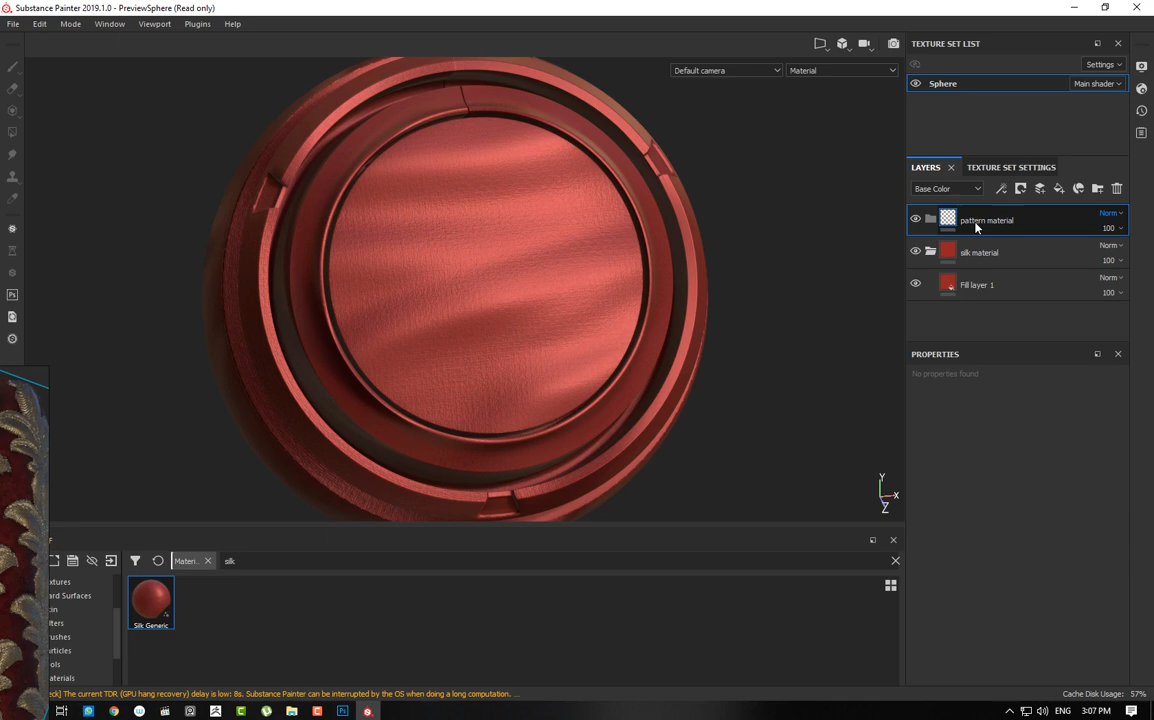 Substance Painter 2019.1.0 - PreviewSphere (Read only)
File Edit Mode Window Viewport Plugins Help
Default camera
Material
TEXTURE SET LIST
Settings
Sphere
Main shader
LAYERS
TEXTURE SET SETTINGS
Base Color
pattern material
Norm
100
silk material
Norm
100
Fill layer 1
Norm
100
PROPERTIES
No properties found
Y
X
Z
F
Materi..
silk
xtures
ard Surfaces
in
lters
rushes
articles
ols
aterials
Silk Generic
eck] The current TDR (GPU hang recovery) delay is low: 8s. Substance Painter can be interrupted by the OS when doing a long computation. ...
Cache Disk Usage: 57%
Ps
Ps
ENG
3:07 PM